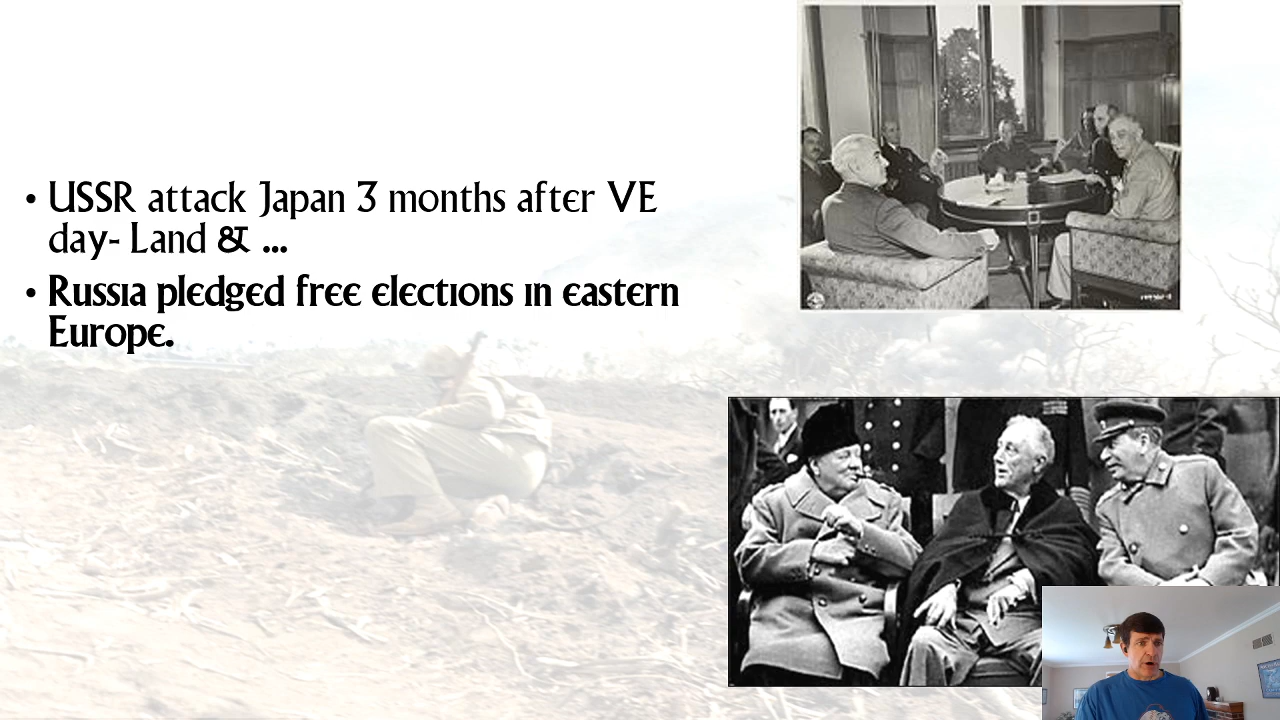 • USSR attack Japan 3 months after VE
day- Land & ...
• Russia pledged free elections in eastern
Europe.